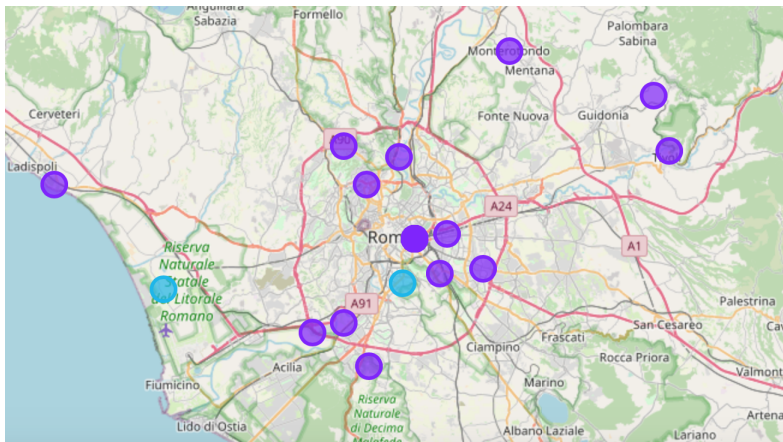 Anguillara
Sabazia
Formello
Palombara
Sabina
Monterotondo
Mentana
Cerveteri
Fonte Nuova
Guidonia
Ladispoli
A24
A1
Riserva
Naturale
Statale
del Litorale
Romano
Palestrina
A91
San Cesareo
Frascati
Ciampino
Rocca Priora
Acilia
Valmont
Fiumicino
Marino
Artena
Riserva
Naturale
di Decima
Malafede
Lido di Ostia
Albano Laziale
Lariano